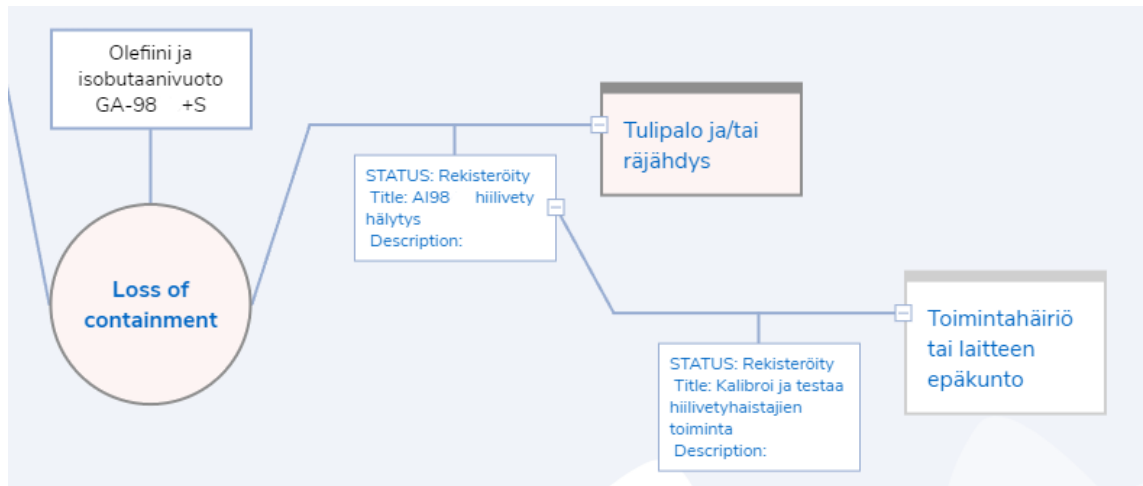 Olefiini ja
isobutaanivuoto
GA-98 +S
Loss of
containment
STATUS: Rekisteröity
Title: AI98 hiilivety
hälytys
Description:
Tulipalo ja/tai
räjähdys
STATUS: Rekisteröity
Title: Kalibroi ja testaa
hiilivetyhaistajien
toiminta
Description:
Toimintahäiriö
tai laitteen
epäkunto